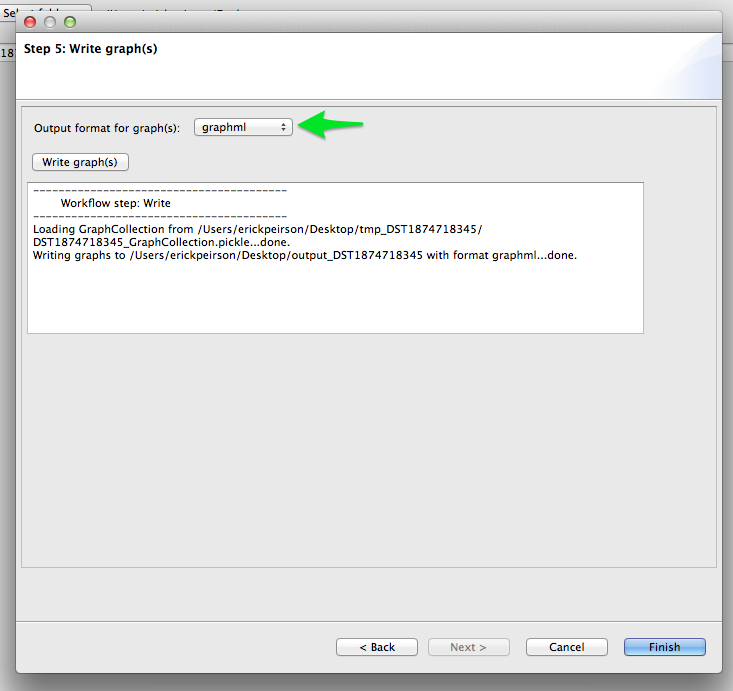 187
Step 5: Write graph(s)
Output format for graph(s): graphml
Write graph(s)
----------------------------------------
Workflow step: Write
----------------------------------------
Loading GraphCollection from /Users/erickpeirson/Desktop/tmp_DST1874718345/
DST1874718345_GraphCollection.pickle...done.
Writing graphs to /Users/erickpeirson/Desktop/output_DST1874718345 with format graphml...done.
< Back Next > Cancel Finish